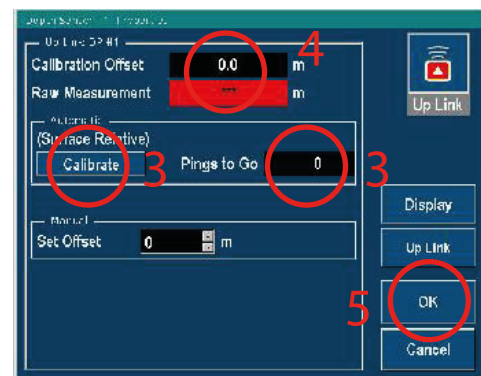 Up Link DP #1
4
Calibration Offset 0.0 m
Raw Measurement *** m
Up Link
Automatic
(Surface Relative)
Calibrate 3 Pings to Go 0 3
Display
Manual
Set Offset 0 m
Up Link
5 OK
Cancel